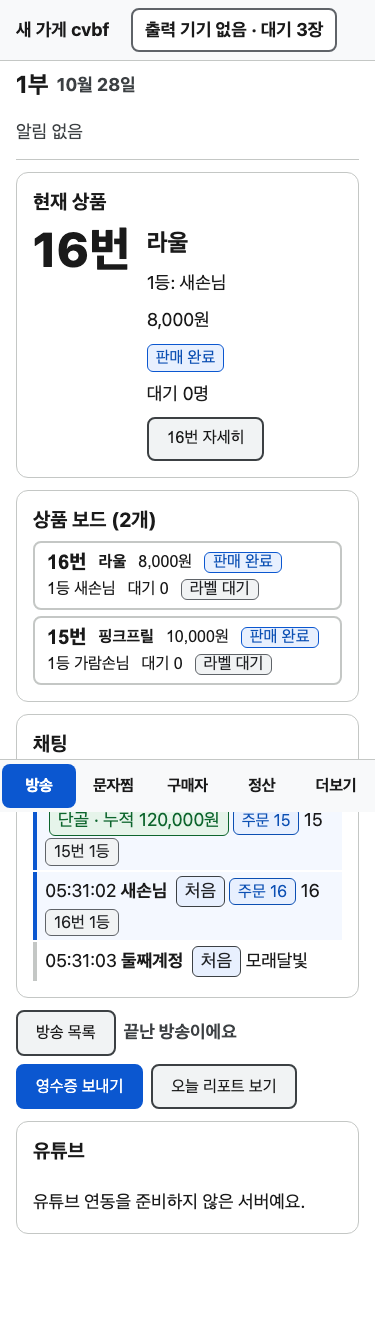 새 가게 cvbf 출력 기기 없음 · 대기 3장
1부 10월 28일
알림 없음
현재 상품
16번 라울
1등: 새손님
8,000원
판매 완료
대기 0명
16번 자세히
상품 보드 (2개)
16번 라울 8,000원 판매 완료
1등 새손님 대기 0 라벨 대기
15번 핑크프릴 10,000원 판매 완료
1등 가람손님 대기 0 라벨 대기
채팅
방송 문자찜 구매자 정산 더보기
단골 · 누적 120,000원 주문 15 15
15번 1등
05:31:02 새손님 처음 주문 16 16
16번 1등
05:31:03 둘째계정 처음 모래달빛
방송 목록 끝난 방송이에요
영수증 보내기 오늘 리포트 보기
유튜브
유튜브 연동을 준비하지 않은 서버예요.